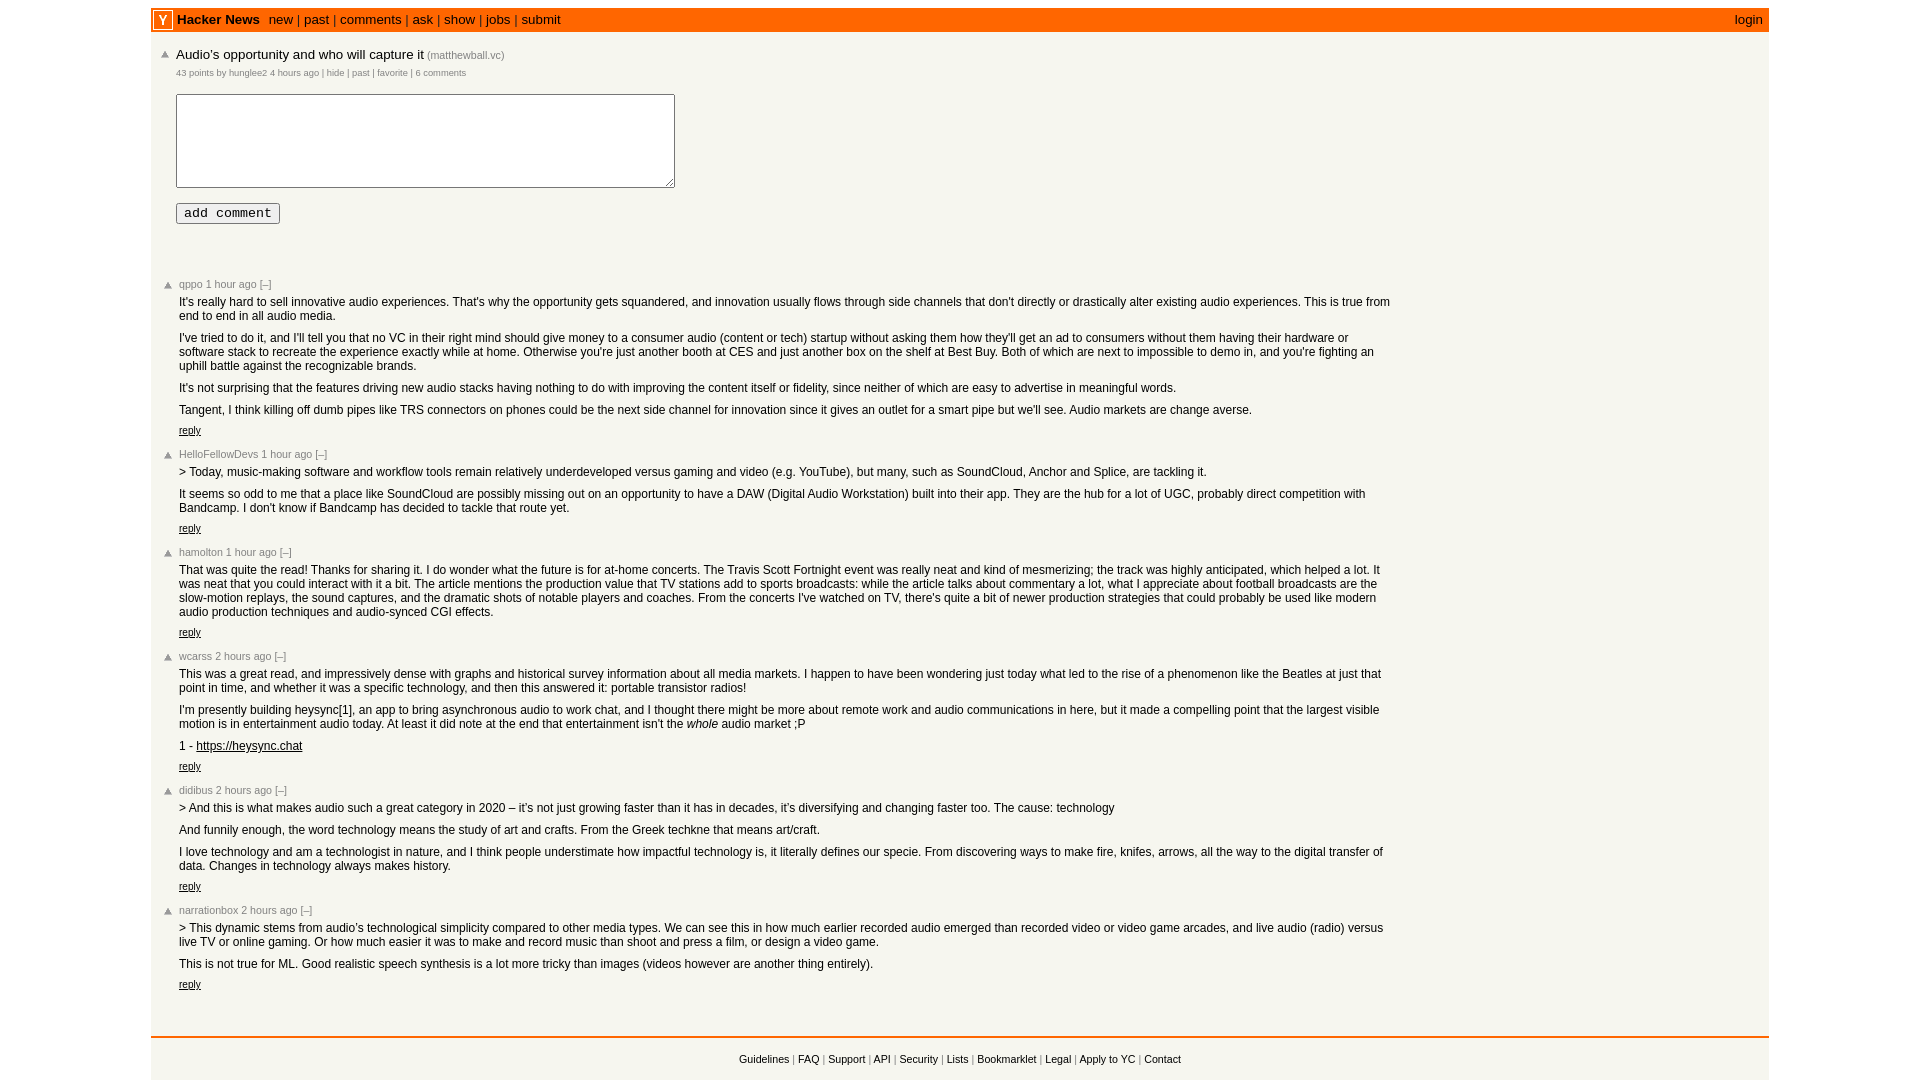 Y Hacker News new | past | comments | ask | show | jobs | submit login
Audio’s opportunity and who will capture it (matthewball.vc)
43 points by hunglee2 4 hours ago | hide | past | favorite | 6 comments
add comment
qppo 1 hour ago [–]
It's really hard to sell innovative audio experiences. That's why the opportunity gets squandered, and innovation usually flows through side channels that don't directly or drastically alter existing audio experiences. This is true from
end to end in all audio media.
I've tried to do it, and I'll tell you that no VC in their right mind should give money to a consumer audio (content or tech) startup without asking them how they'll get an ad to consumers without them having their hardware or
software stack to recreate the experience exactly while at home. Otherwise you're just another booth at CES and just another box on the shelf at Best Buy. Both of which are next to impossible to demo in, and you're fighting an
uphill battle against the recognizable brands.
It's not surprising that the features driving new audio stacks having nothing to do with improving the content itself or fidelity, since neither of which are easy to advertise in meaningful words.
Tangent, I think killing off dumb pipes like TRS connectors on phones could be the next side channel for innovation since it gives an outlet for a smart pipe but we'll see. Audio markets are change averse.
reply
HelloFellowDevs 1 hour ago [–]
> Today, music-making software and workflow tools remain relatively underdeveloped versus gaming and video (e.g. YouTube), but many, such as SoundCloud, Anchor and Splice, are tackling it.
It seems so odd to me that a place like SoundCloud are possibly missing out on an opportunity to have a DAW (Digital Audio Workstation) built into their app. They are the hub for a lot of UGC, probably direct competition with
Bandcamp. I don't know if Bandcamp has decided to tackle that route yet.
reply
hamolton 1 hour ago [–]
That was quite the read! Thanks for sharing it. I do wonder what the future is for at-home concerts. The Travis Scott Fortnight event was really neat and kind of mesmerizing; the track was highly anticipated, which helped a lot. It
was neat that you could interact with it a bit. The article mentions the production value that TV stations add to sports broadcasts: while the article talks about commentary a lot, what I appreciate about football broadcasts are the
slow-motion replays, the sound captures, and the dramatic shots of notable players and coaches. From the concerts I've watched on TV, there's quite a bit of newer production strategies that could probably be used like modern
audio production techniques and audio-synced CGI effects.
reply
wcarss 2 hours ago [–]
This was a great read, and impressively dense with graphs and historical survey information about all media markets. I happen to have been wondering just today what led to the rise of a phenomenon like the Beatles at just that
point in time, and whether it was a specific technology, and then this answered it: portable transistor radios!
I'm presently building heysync[1], an app to bring asynchronous audio to work chat, and I thought there might be more about remote work and audio communications in here, but it made a compelling point that the largest visible
motion is in entertainment audio today. At least it did note at the end that entertainment isn't the whole audio market ;P
1 - https://heysync.chat
reply
didibus 2 hours ago [–]
> And this is what makes audio such a great category in 2020 – it’s not just growing faster than it has in decades, it’s diversifying and changing faster too. The cause: technology
And funnily enough, the word technology means the study of art and crafts. From the Greek techkne that means art/craft.
I love technology and am a technologist in nature, and I think people understimate how impactful technology is, it literally defines our specie. From discovering ways to make fire, knifes, arrows, all the way to the digital transfer of
data. Changes in technology always makes history.
reply
narrationbox 2 hours ago [–]
> This dynamic stems from audio’s technological simplicity compared to other media types. We can see this in how much earlier recorded audio emerged than recorded video or video game arcades, and live audio (radio) versus
live TV or online gaming. Or how much easier it was to make and record music than shoot and press a film, or design a video game.
This is not true for ML. Good realistic speech synthesis is a lot more tricky than images (videos however are another thing entirely).
reply
Guidelines | FAQ | Support | API | Security | Lists | Bookmarklet | Legal | Apply to YC | Contact